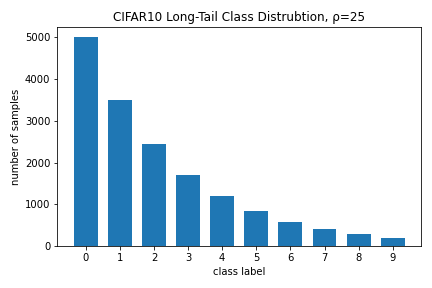 CIFAR10 Long-Tail Class Distrubtion, ρ=25
number of samples
5000
4000
3000
2000
1000
0
0 1 2 3 4 5 6 7 8 9
class label